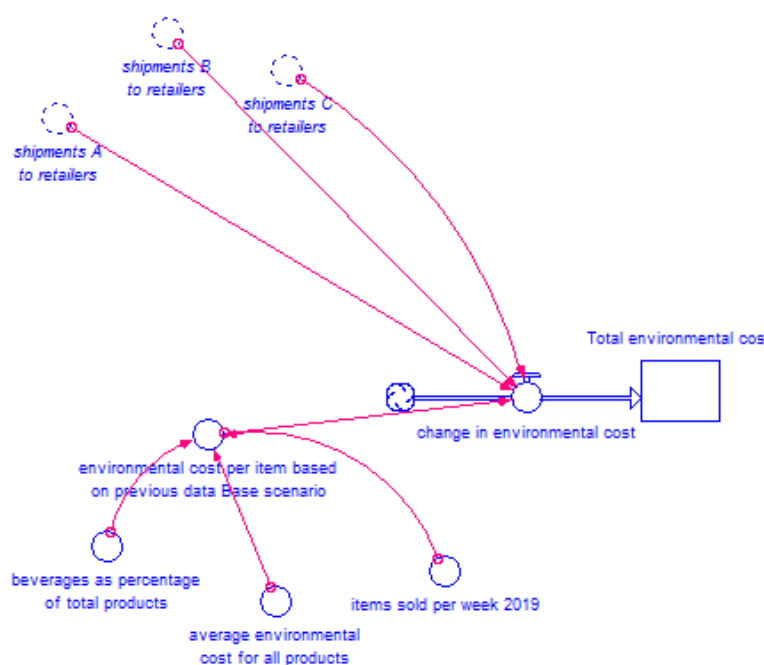 shipments B
to retailers
shipments C
to retailers
shipments A
to retailers
Total environmental cos
change in environmental cost
environmental cost per item based
on previous data Base scenario
beverages as percentage
of total products
items sold per week 2019
average environmental
cost for all products